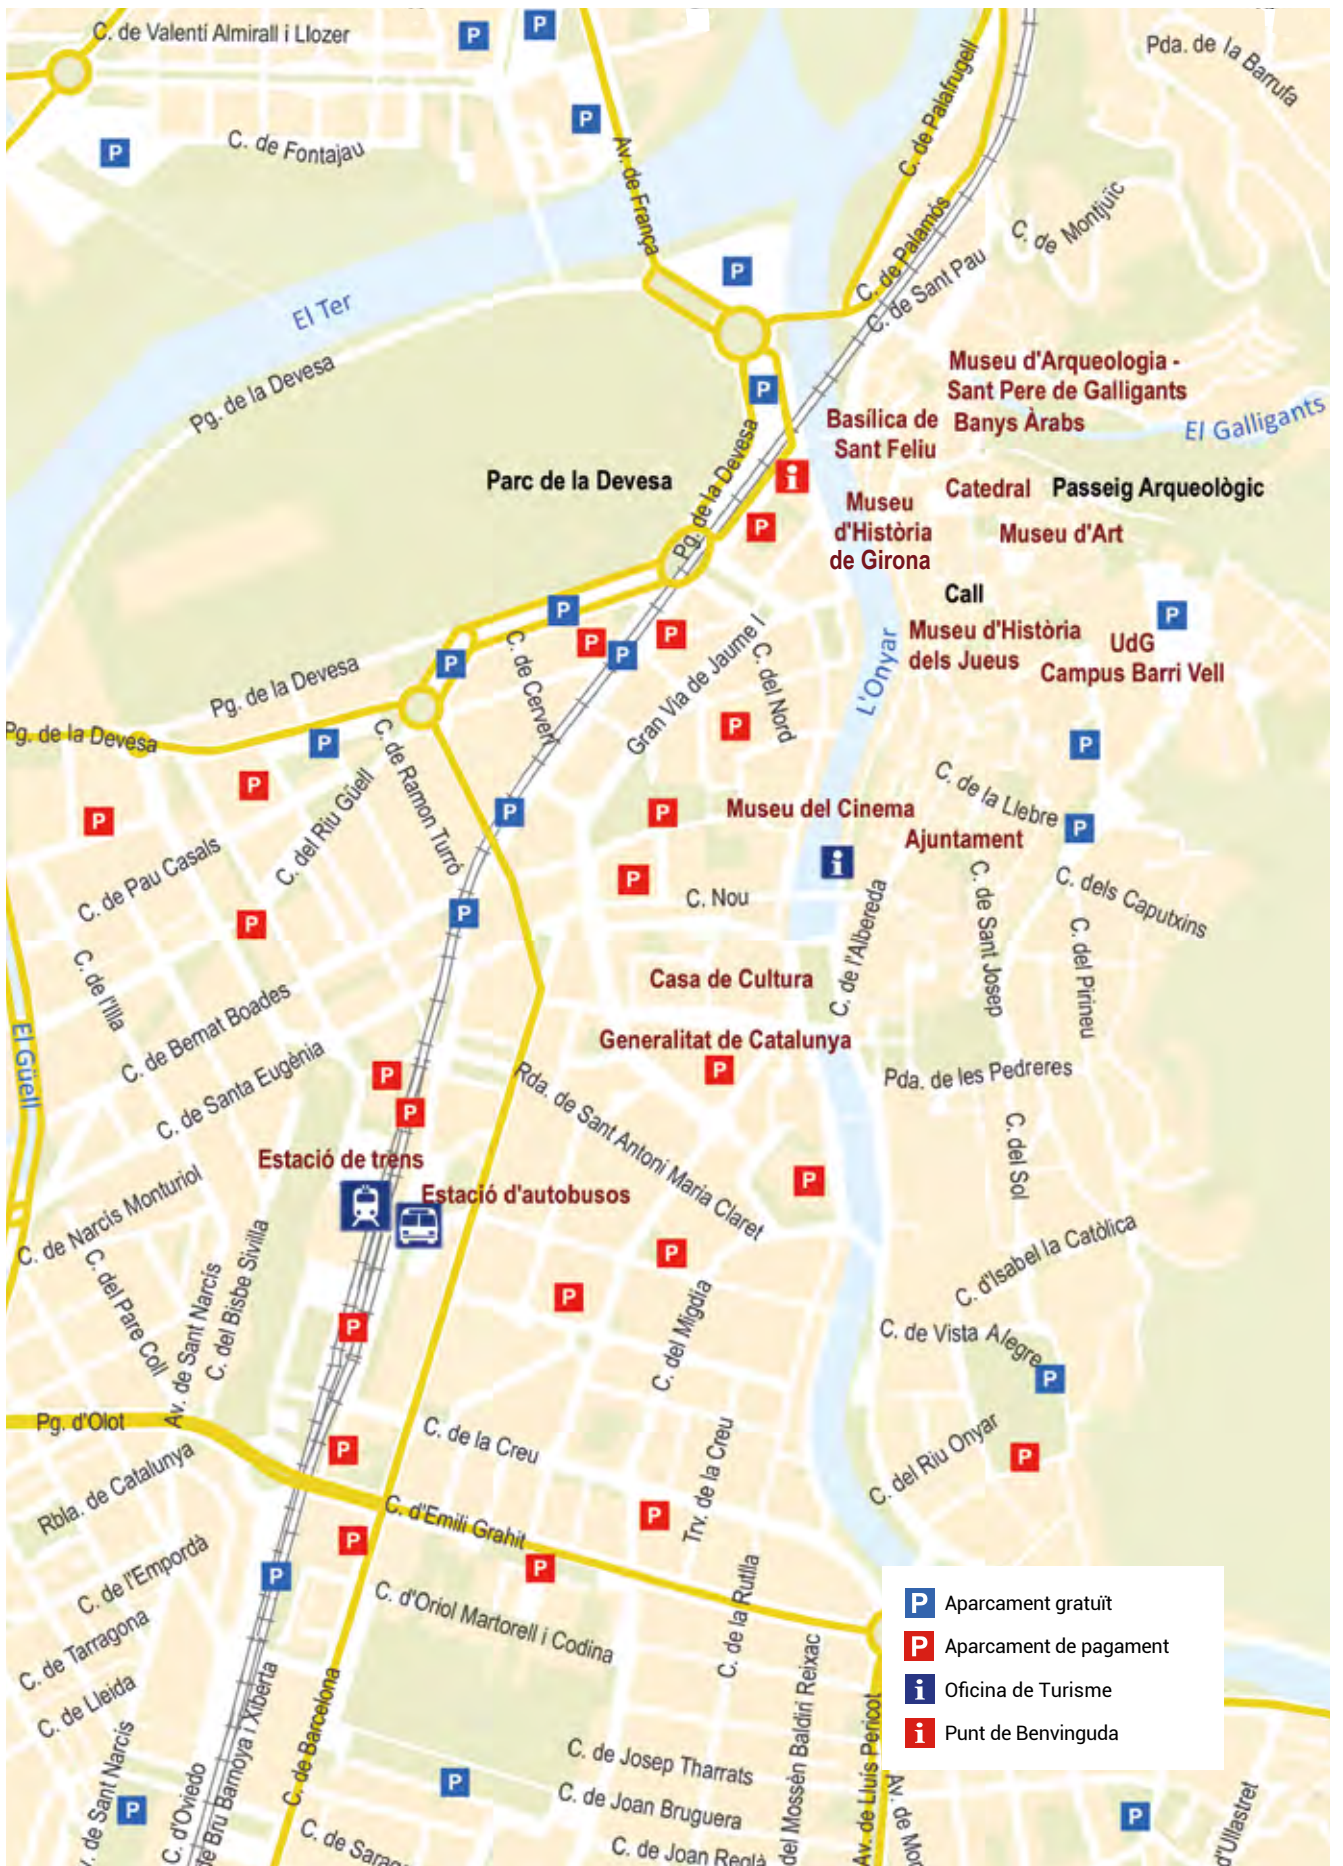 C. de Valentí Almirall i Llozer
P
P
Pda. de la Barrufa
P
P
C. de Fontajau
Av. de França
C. de Palafrugell
C. de Palamós
C. de Sant Pau
C. de Montjuïc
P
El Ter
Pg. de la Devesa
P
Museu d'Arqueologia -
Sant Pere de Galligants
Basílica de
Sant Feliu
Banys Àrabs
El Galligants
Parc de la Devesa
Pg. de la Devesa
i
P
Catedral
Passeig Arqueològic
Museu
d'Història
de Girona
Museu d'Art
Call
P
P
P
P
P
P
C. de Cerverí
Gran Via de Jaume I
C. del Nord
L'Onyar
Museu d'Història
dels Jueus
UdG
Campus Barri Vell
Pg. de la Devesa
Pg. de la Devesa
P
P
P
P
P
C. de Ramon Turró
C. del Riu Güell
P
P
P
Museu del Cinema
Ajuntament
C. de la Llebre
P
i
C. de Pau Casals
P
C. Nou
C. de l'Albereda
C. de Sant Josep
C. dels Caputxins
C. del Pirineu
P
P
C. de l'Illa
Casa de Cultura
C. de Bernat Boades
El Güell
Generalitat de Catalunya
P
C. de Santa Eugènia
Rda. de Sant Antoni Maria Claret
Pda. de les Pedreres
P
P
C. del Sol
Estació de trens
Estació d'autobusos
P
C. de Narcís Monturiol
C. del Pare Coll
Av. de Sant Narcís
C. del Bisbe Sivilla
P
P
C. del Migdia
C. d'Isabel la Catòlica
P
C. de Vista Alegre
P
Pg. d'Olot
P
C. de la Creu
Trv. de la Creu
C. del Riu Onyar
P
Rbla. de Catalunya
C. d'Emili Grahit
P
P
P
C. de l'Empordà
P
C. d'Oriol Martorell i Codina
C. de la Rutlla
C. de Tarragona
C. de Lleida
C. de Barcelona
de Bru Barnoya i Xiberta
C. d'Oviedo
de Sant Narcís
P
P
C. de Josep Tharrats
C. de Joan Bruguera
C. de Joan Reglà
del Mossèn Baldiri Reixac
Av. de Lluís Pericot
P
d'Ullastret
P Aparcament gratuït
P Aparcament de pagament
i Oficina de Turisme
i Punt de Benvinguda